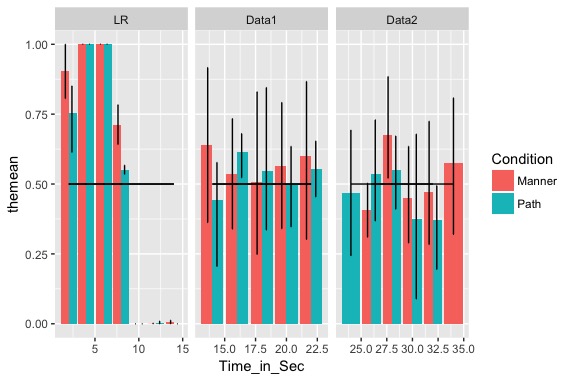 LR Data1 Data2
1.00
0.75
0.50
0.25
0.00
themean
5 10 15 15.0 17.5 20.0 22.5 25.0 27.5 30.0 32.5 35.0
Time_in_Sec
Condition
Manner
Path